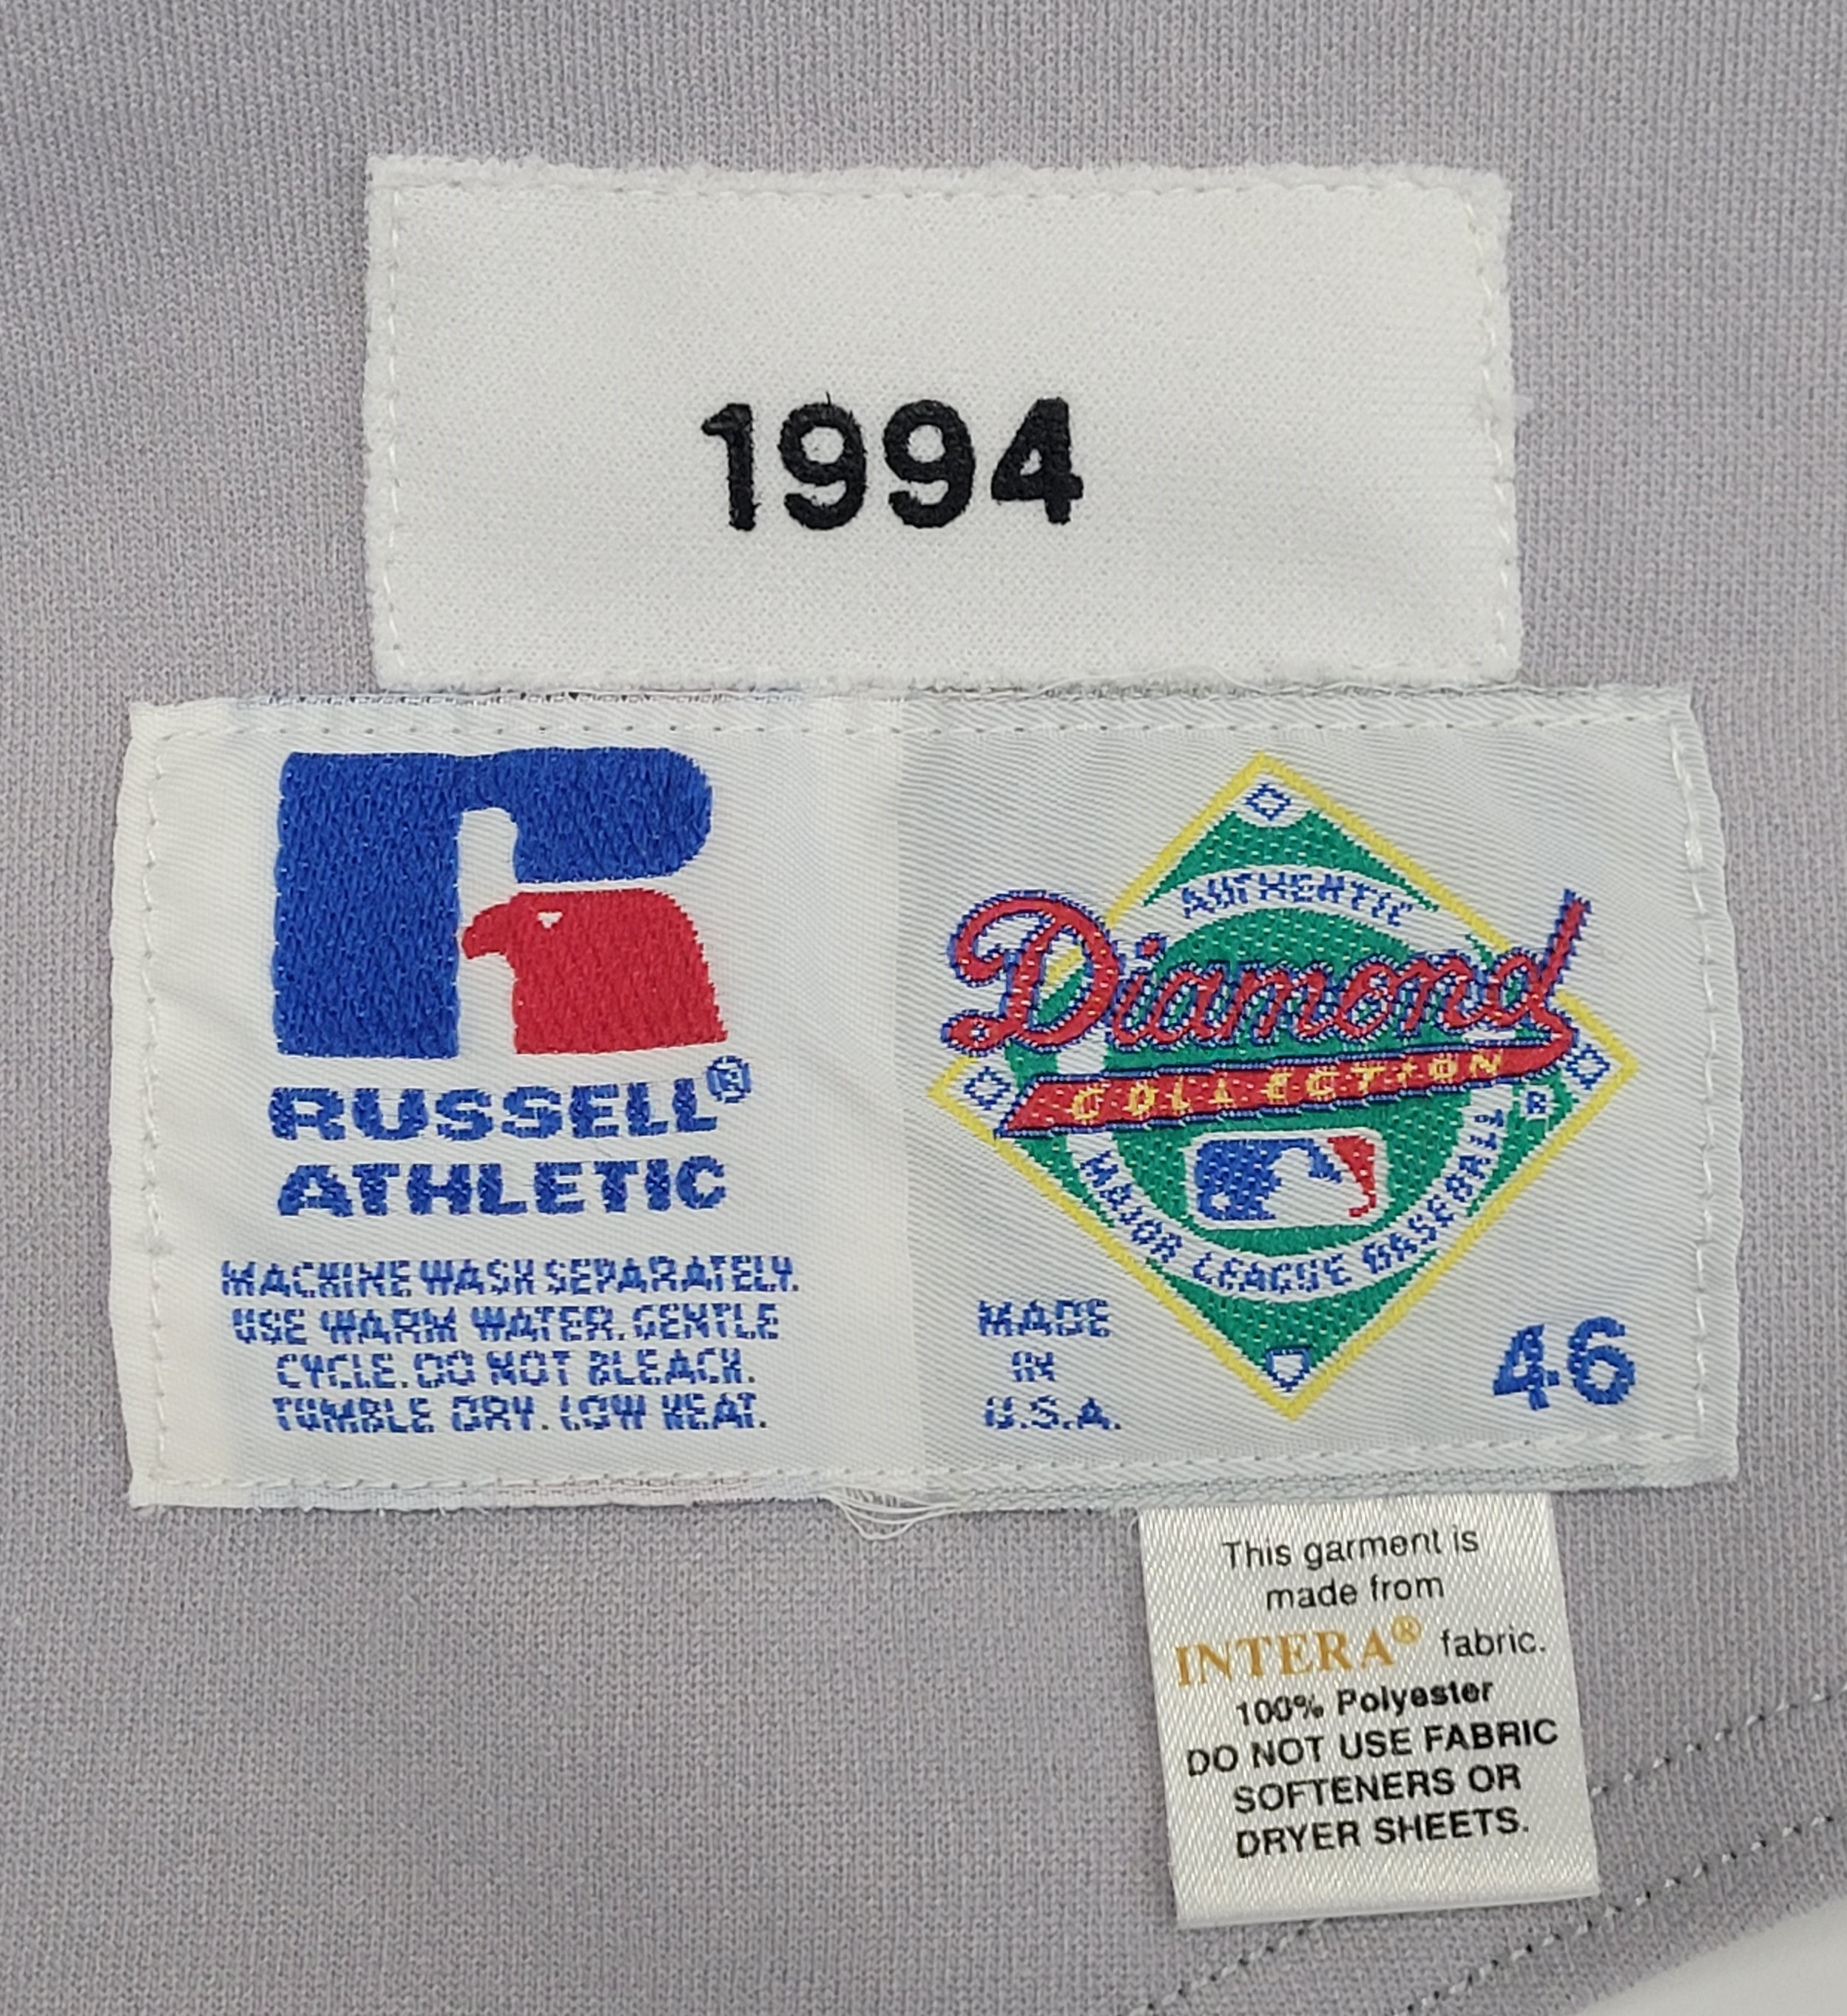 1994
RUSSELL®
ATHLETIC
MACHINE WASH SEPARATELY.
USE WARM WATER. GENTLE
CYCLE. DO NOT BLEACH.
TUMBLE DRY. LOW HEAT.
AUTHENTIC
Diamond
COLLECTION
®
MAJOR LEAGUE BASEBALL
MADE
IN
U.S.A.
46
This garment is
made from
INTERA® fabric.
100% Polyester
DO NOT USE FABRIC
SOFTENERS OR
DRYER SHEETS.